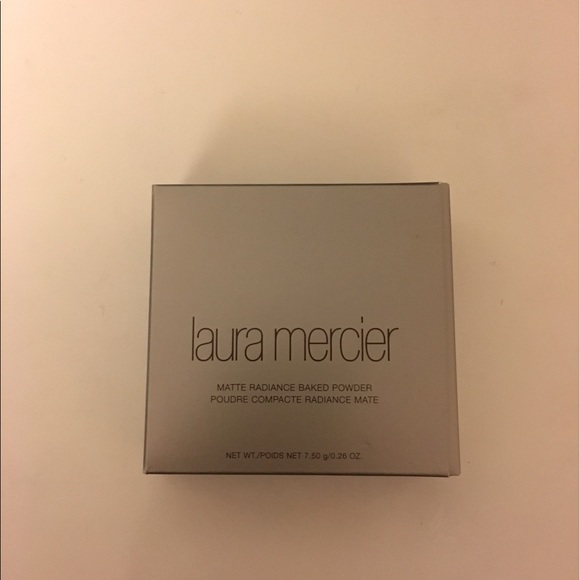 laura mercier
MATTE RADIANCE BAKED POWDER
POUDRE COMPACTE RADIANCE MATE
NET WT./POIDS NET 7.50 g/0.26 OZ.